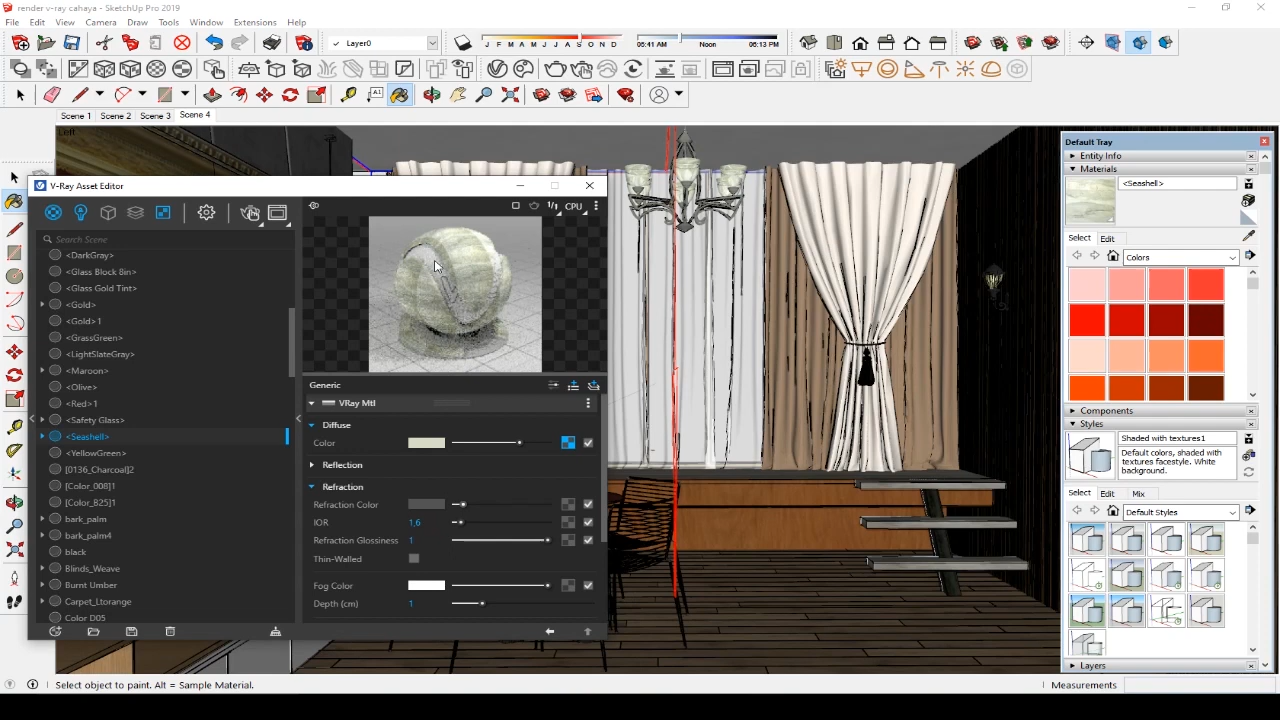 render v-ray cahaya - SketchUp Pro 2019
File Edit View Camera Draw Tools Window Extensions Help
Layer0
J F M A M J J A S O N D
06:41 AM Noon 06:13 PM
A1
Scene 1 Scene 2 Scene 3 Scene 4
Left
V-Ray Asset Editor
1/1 CPU
Search Scene
<DarkGray>
<Glass Block 8in>
<Glass Gold Tint>
<Gold>
<Gold>1
<GrassGreen>
<LightSlateGray>
<Maroon>
<Olive>
<Red>1
<Safety Glass>
<Seashell>
<YellowGreen>
[0136_Charcoal]2
[Color_008]1
[Color_825]1
bark_palm
bark_palm4
black
Blinds_Weave
Burnt Umber
Carpet_Ltorange
Color D05
Generic
VRay Mtl
Diffuse
Color
Reflection
Refraction
Refraction Color
IOR 1,6
Refraction Glossiness 1
Thin-Walled
Fog Color
Depth (cm) 1
Default Tray
Entity Info
Materials
<Seashell>
Select Edit
Colors
Components
Styles
Shaded with textures1
Default colors, shaded with
textures facestyle. White
background.
Select Edit Mix
Default Styles
Layers
Select object to paint. Alt = Sample Material.
Measurements